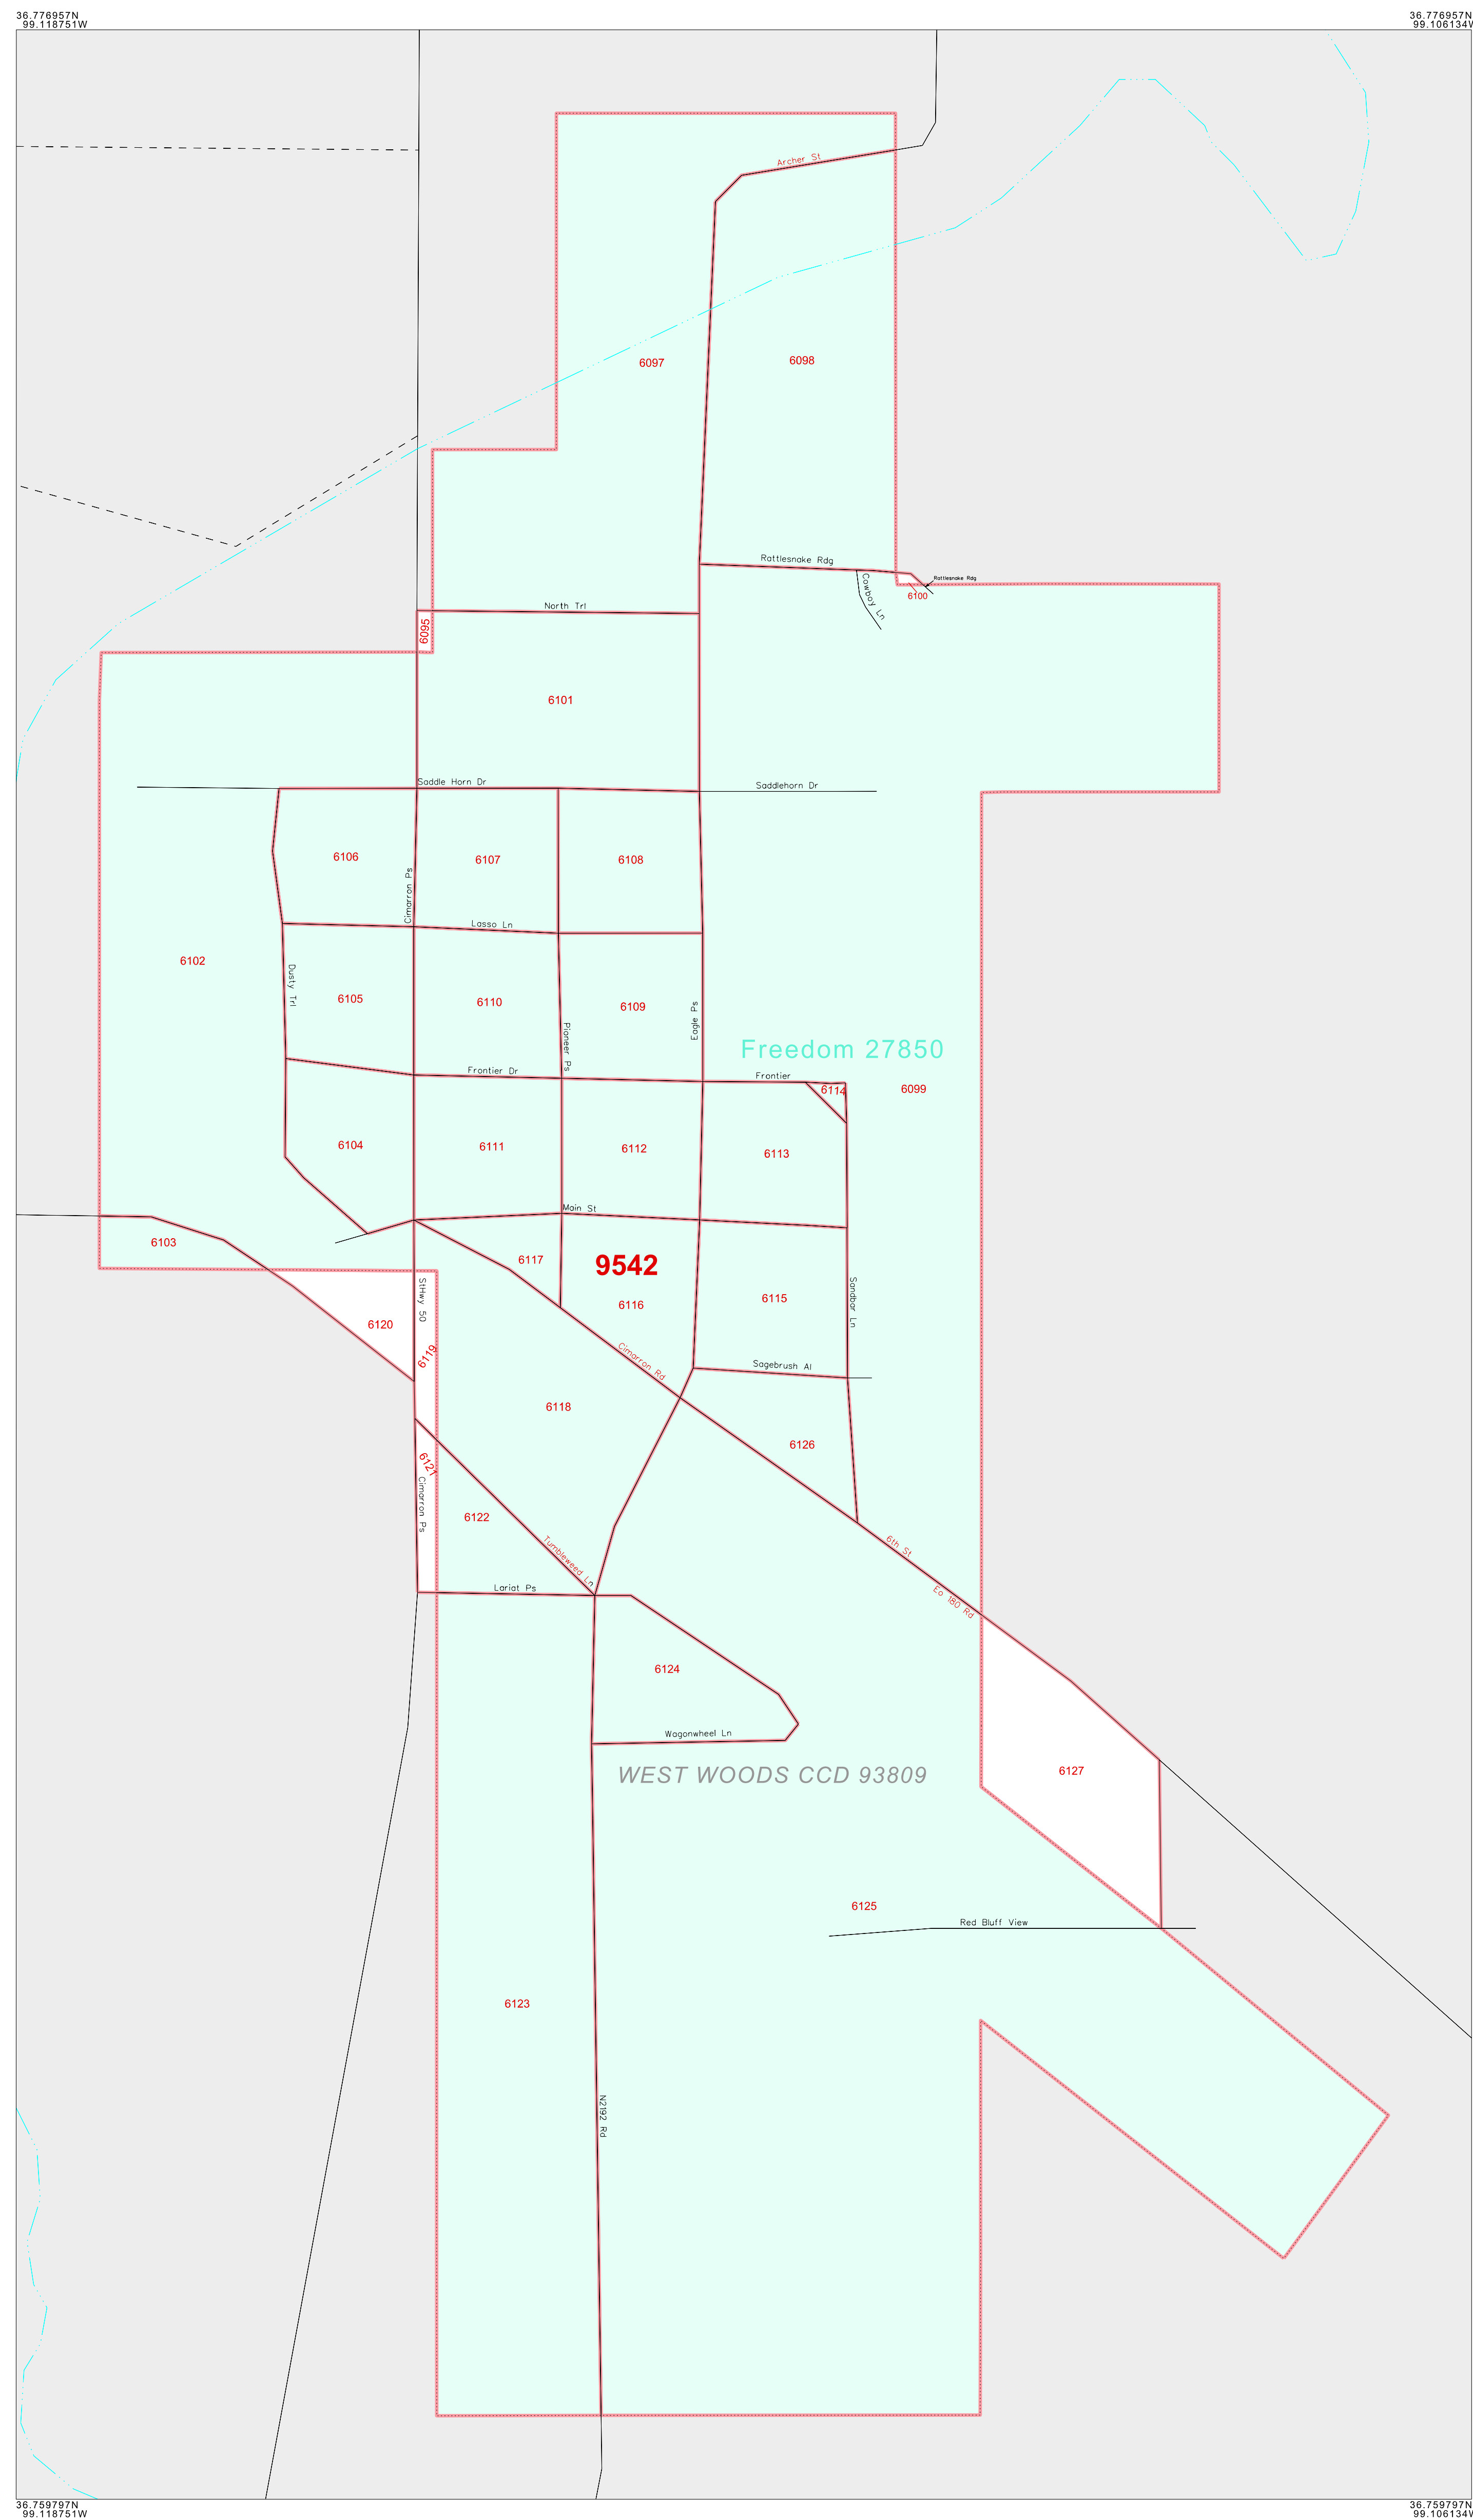 36.776957N
99.118751W
36.776957N
99.106134W
Archer St
6097
6098
Rattlesnake Rdg
Rattlesnake Rdg
Cowboy Ln
6100
North Trl
6095
6101
Saddle Horn Dr
Saddlehorn Dr
6106
6107
6108
Cimarron Ps
Lasso Ln
6102
Dusty Trl
6105
6110
6109
Eagle Ps
Pioneer Ps
Freedom 27850
Frontier Dr
Frontier
6114
6099
6104
6111
6112
6113
Main St
6103
6117
9542
StHwy 50
6116
6115
Sandbar Ln
6120
6119
Cimarron Rd
Sagebrush Al
6118
6126
6121
Cimarron Ps
6122
Tumbleweed Ln
6th St
Lariat Ps
Eo 180 Rd
6124
Wagonwheel Ln
WEST WOODS CCD 93809
6127
6125
Red Bluff View
6123
N2192 Rd
36.759797N
99.118751W
36.759797N
99.106134W